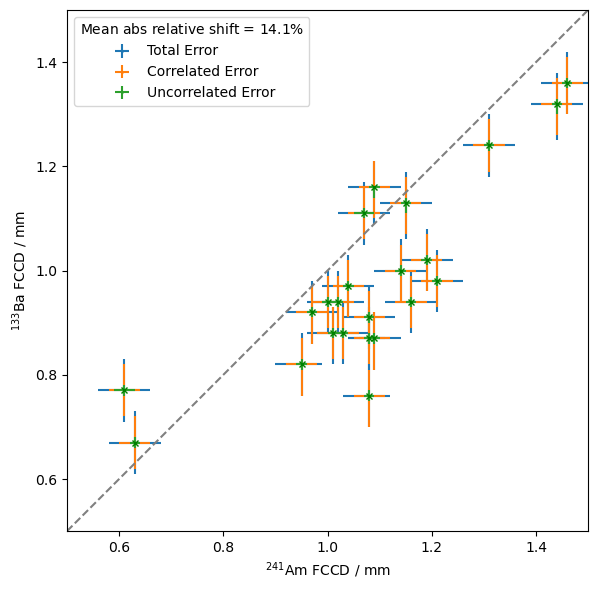 Mean abs relative shift = 14.1%
Total Error
Correlated Error
Uncorrelated Error
1.4
1.2
1.0
0.8
0.6
¹³³Ba FCCD / mm
0.6 0.8 1.0 1.2 1.4
²⁴¹Am FCCD / mm